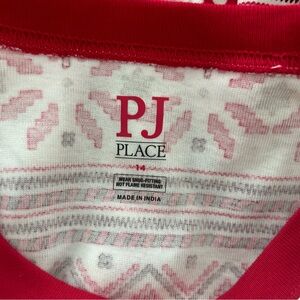 PJ
PLACE
14
WEAR SNUG-FITTING
NOT FLAME RESISTANT
MADE IN INDIA